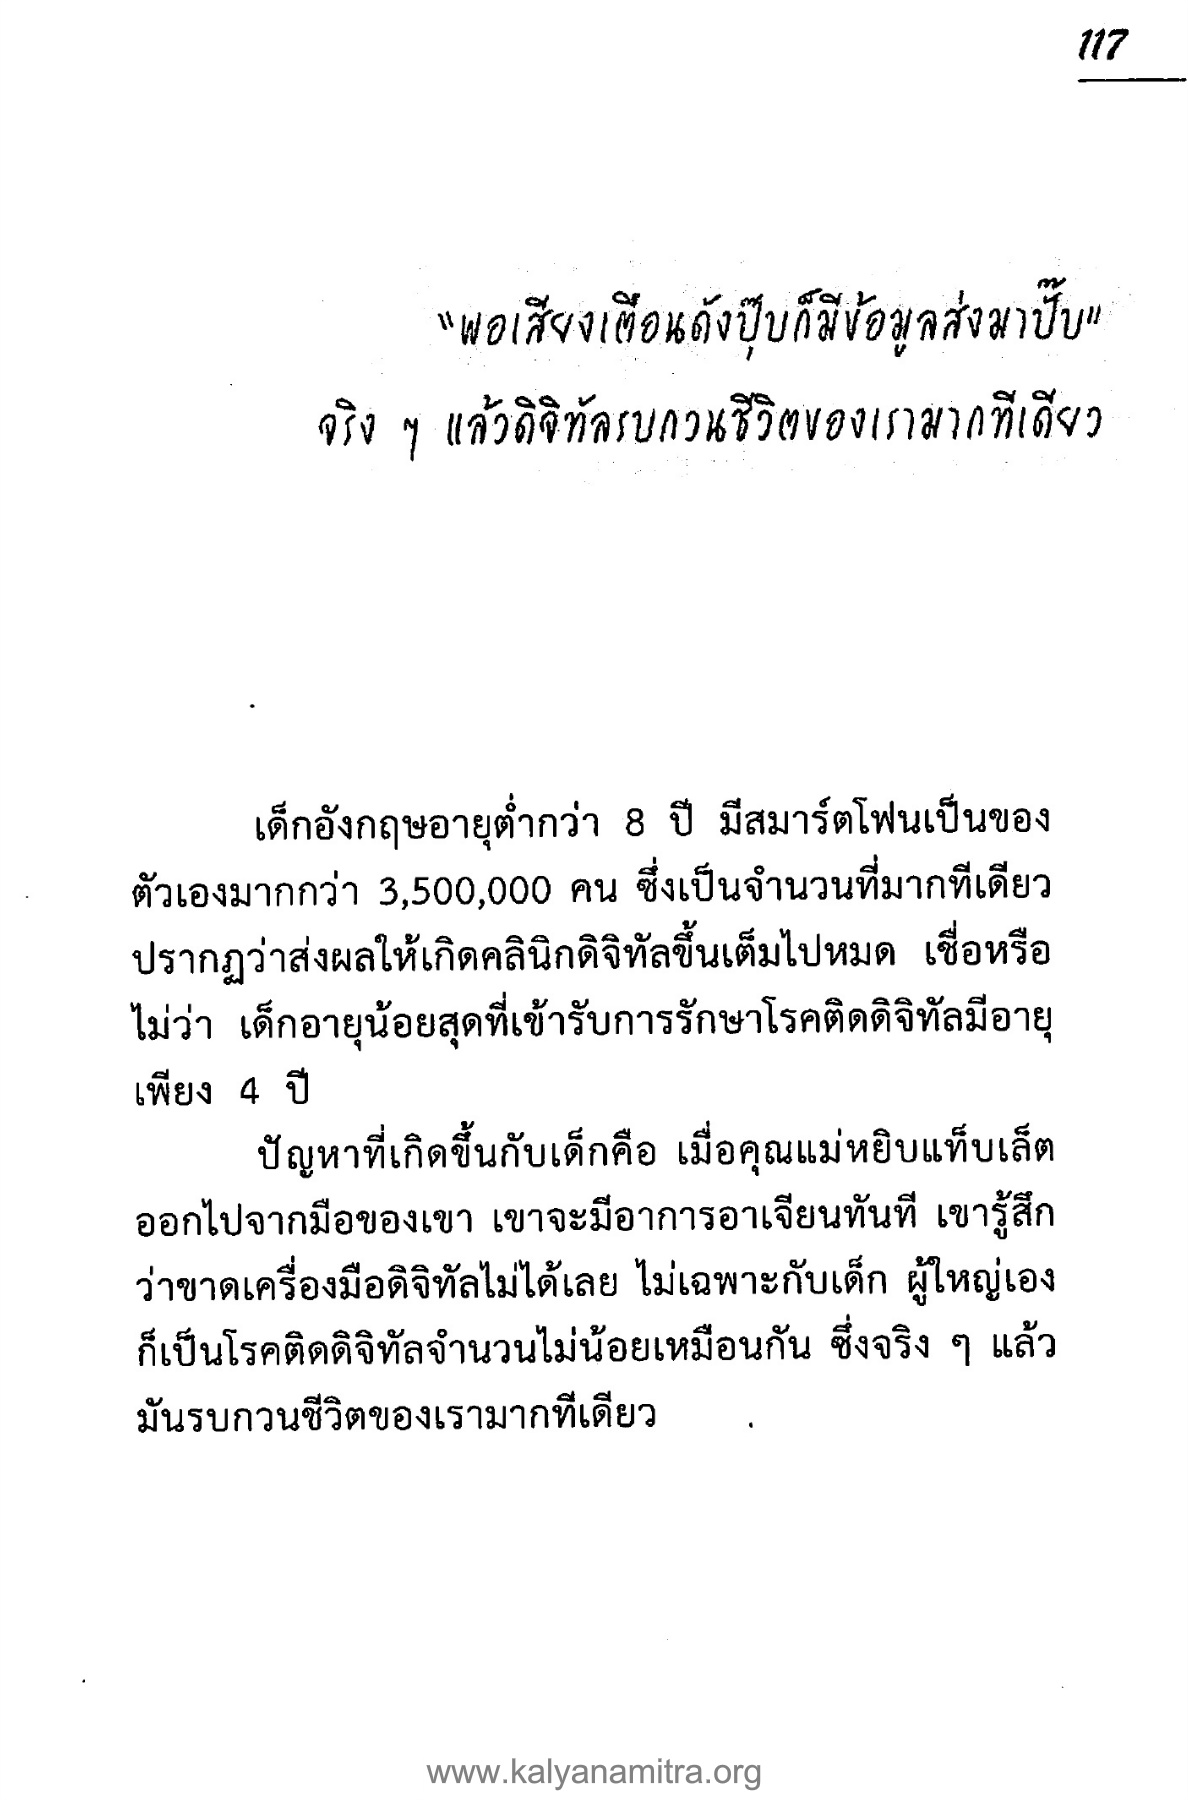 117
"พอเสียงเตือนดังปุ๊บก็มีข้อมูลส่งมาปั๊บ"
จริง ๆ แล้วดิจิทัลรบกวนชีวิตของเรามากทีเดียว
เด็กอังกฤษอายุต่ำกว่า 8 ปี มีสมาร์ตโฟนเป็นของ
ตัวเองมากกว่า 3,500,000 คน ซึ่งเป็นจำนวนที่มากทีเดียว
ปรากฏว่าส่งผลให้เกิดคลินิกดิจิทัลขึ้นเต็มไปหมด เชื่อหรือ
ไม่ว่า เด็กอายุน้อยสุดที่เข้ารับการรักษาโรคติดดิจิทัลมีอายุ
เพียง 4 ปี
ปัญหาที่เกิดขึ้นกับเด็กคือ เมื่อคุณแม่หยิบแท็บเล็ต
ออกไปจากมือของเขา เขาจะมีอาการอาเจียนทันที เขารู้สึก
ว่าขาดเครื่องมือดิจิทัลไม่ได้เลย ไม่เฉพาะกับเด็ก ผู้ใหญ่เอง
ก็เป็นโรคติดดิจิทัลจำนวนไม่น้อยเหมือนกัน ซึ่งจริง ๆ แล้ว
มันรบกวนชีวิตของเรามากทีเดียว
www.kalyanamitra.org